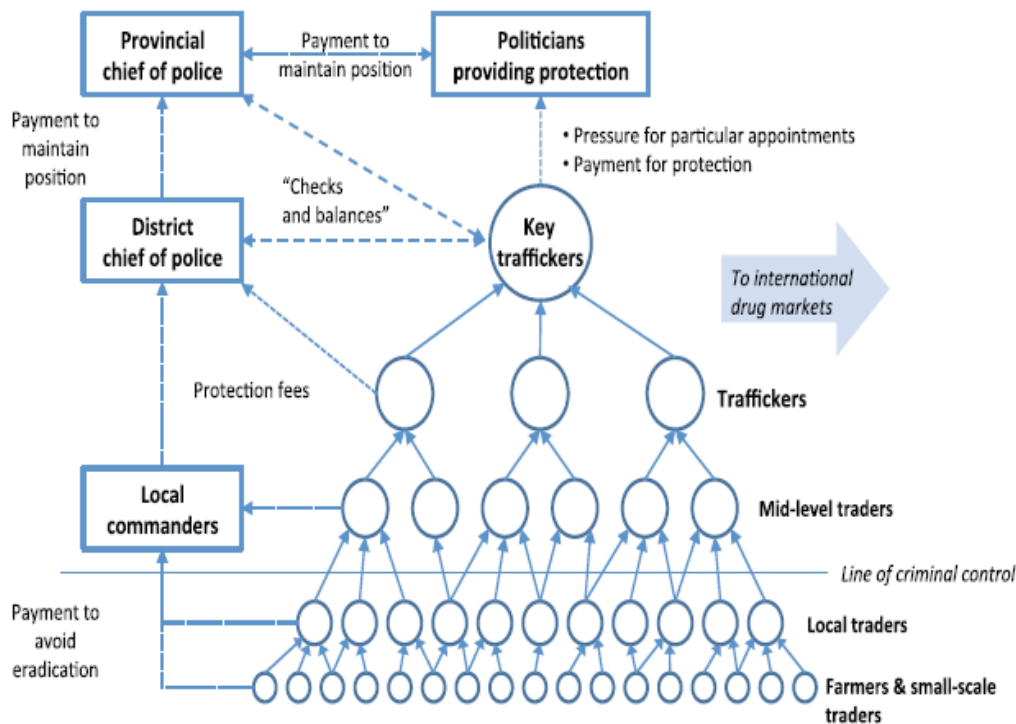 Provincial
chief of police
Payment to
maintain position
Politicians
providing protection
Payment to
maintain
position
• Pressure for particular appointments
• Payment for protection
“Checks
and balances”
District
chief of police
Key
traffickers
To international
drug markets
Protection fees
Traffickers
Local
commanders
Mid-level traders
Line of criminal control
Payment to
avoid
eradication
Local traders
Farmers & small-scale
traders